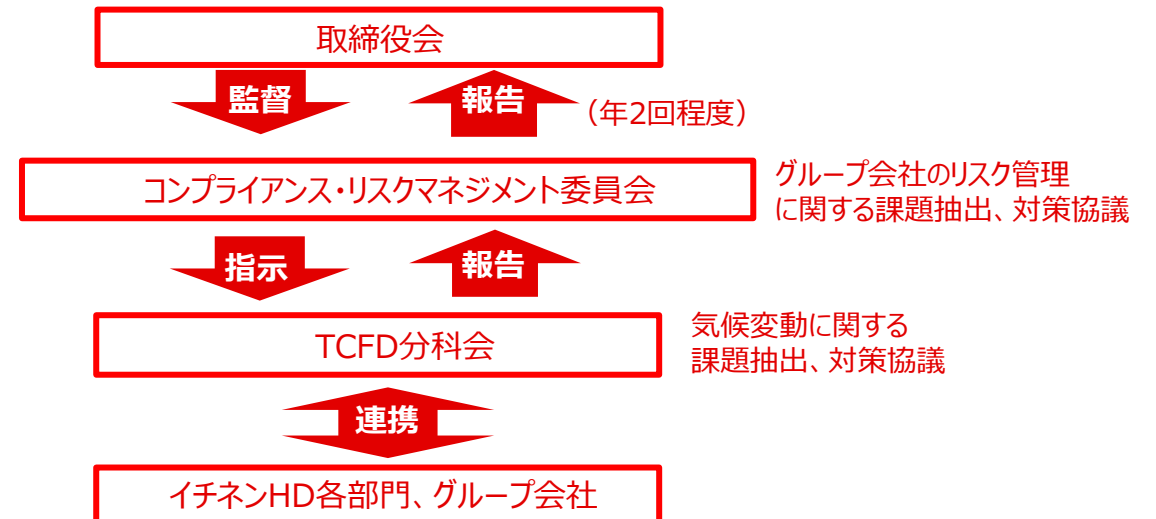 取締役会
監督
報告
（年2回程度）
コンプライアンス・リスクマネジメント委員会
グループ会社のリスク管理
に関する課題抽出、対策協議
指示
報告
TCFD分科会
気候変動に関する
課題抽出、対策協議
連携
イチネンHD各部門、グループ会社